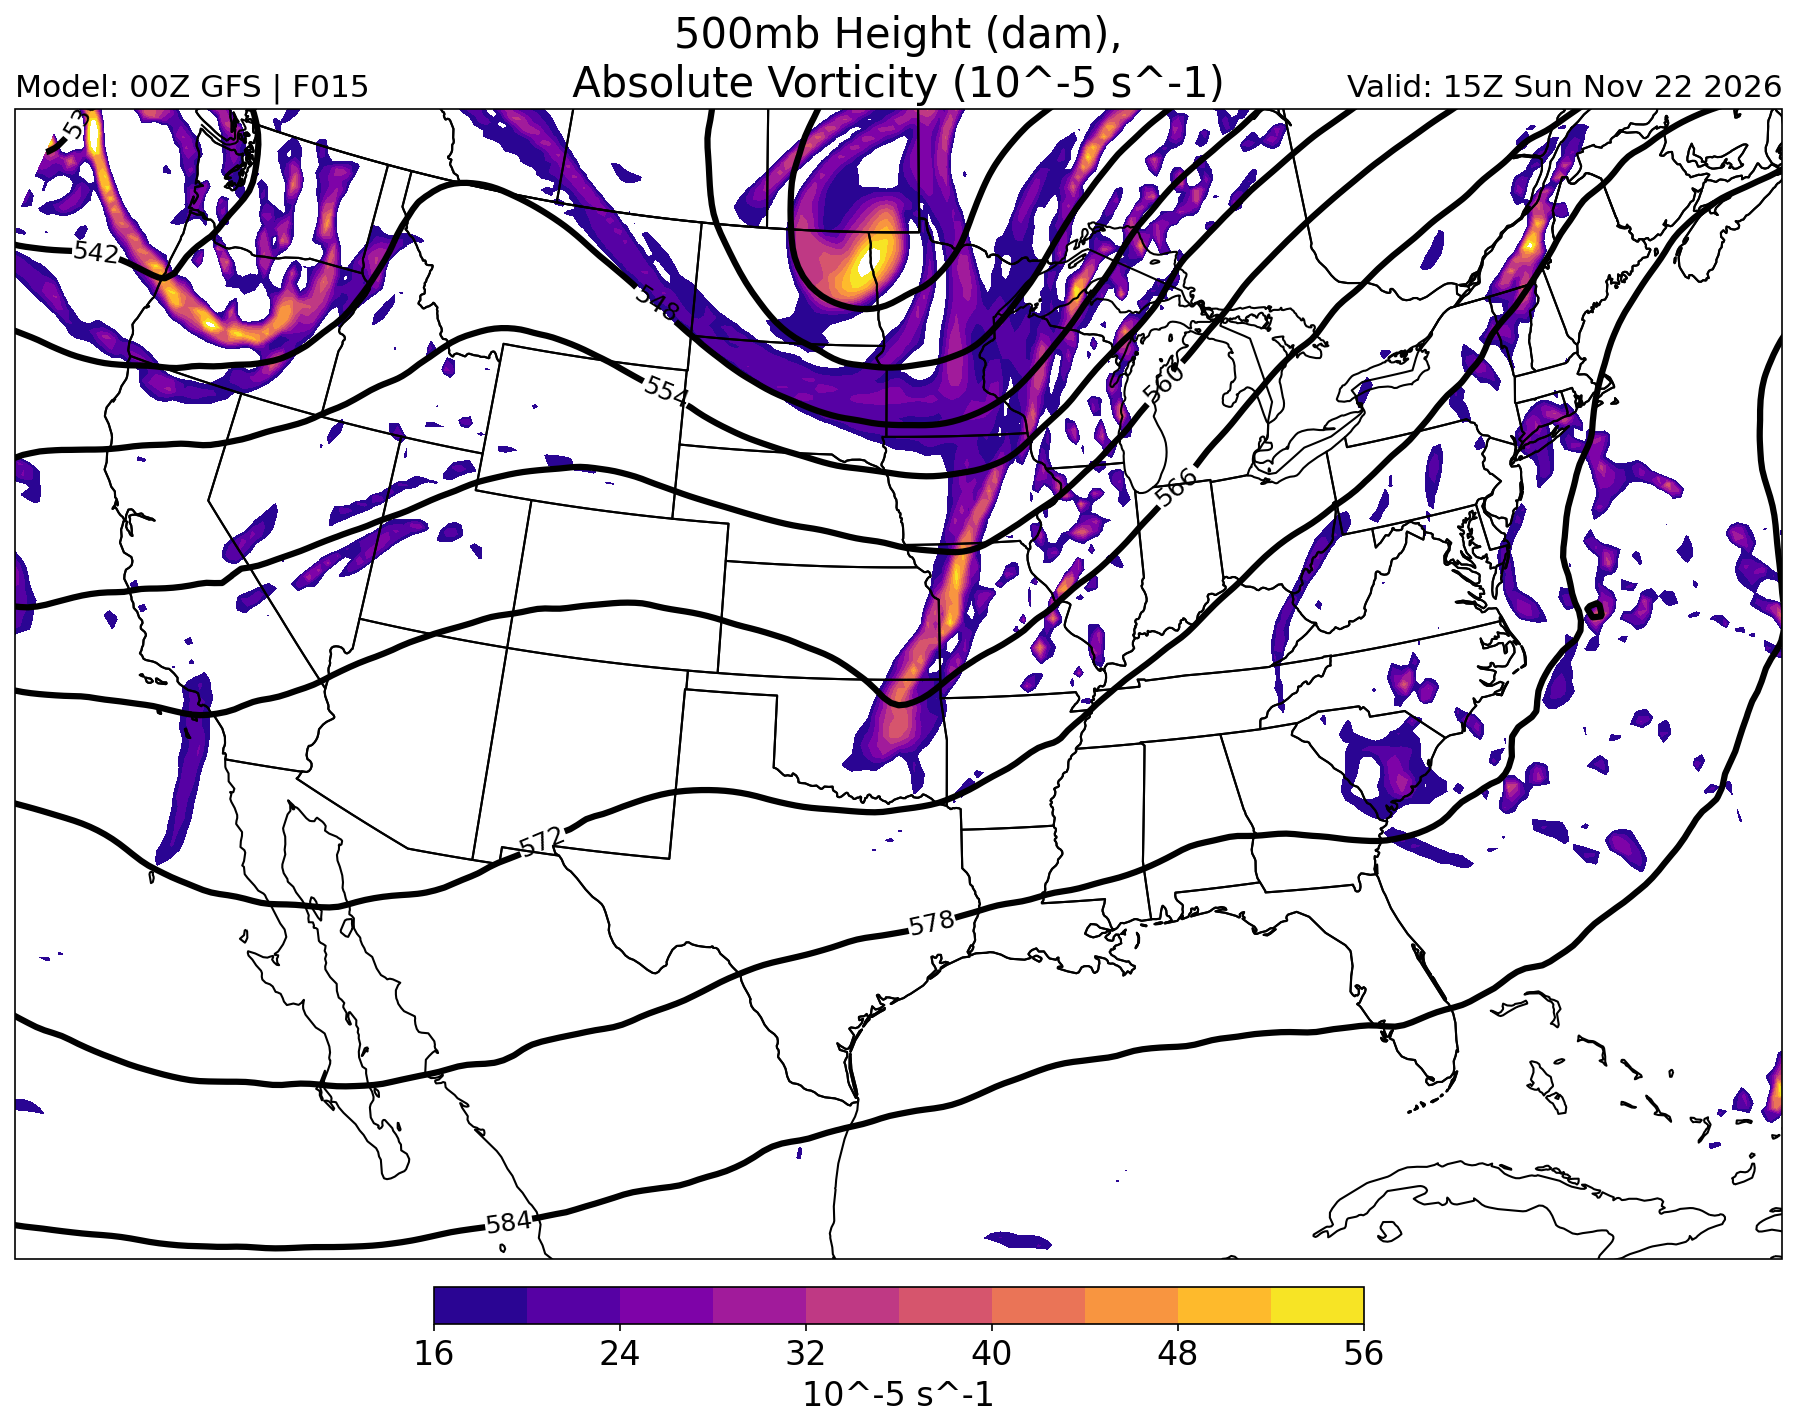 500mb Height (dam),
Model: 00Z GFS | F015
Absolute Vorticity (10^-5 s^-1)
Valid: 15Z Sun Nov 22 2026
542
548
554
560
566
572
578
584
16 24 32 40 48 56
10^-5 s^-1